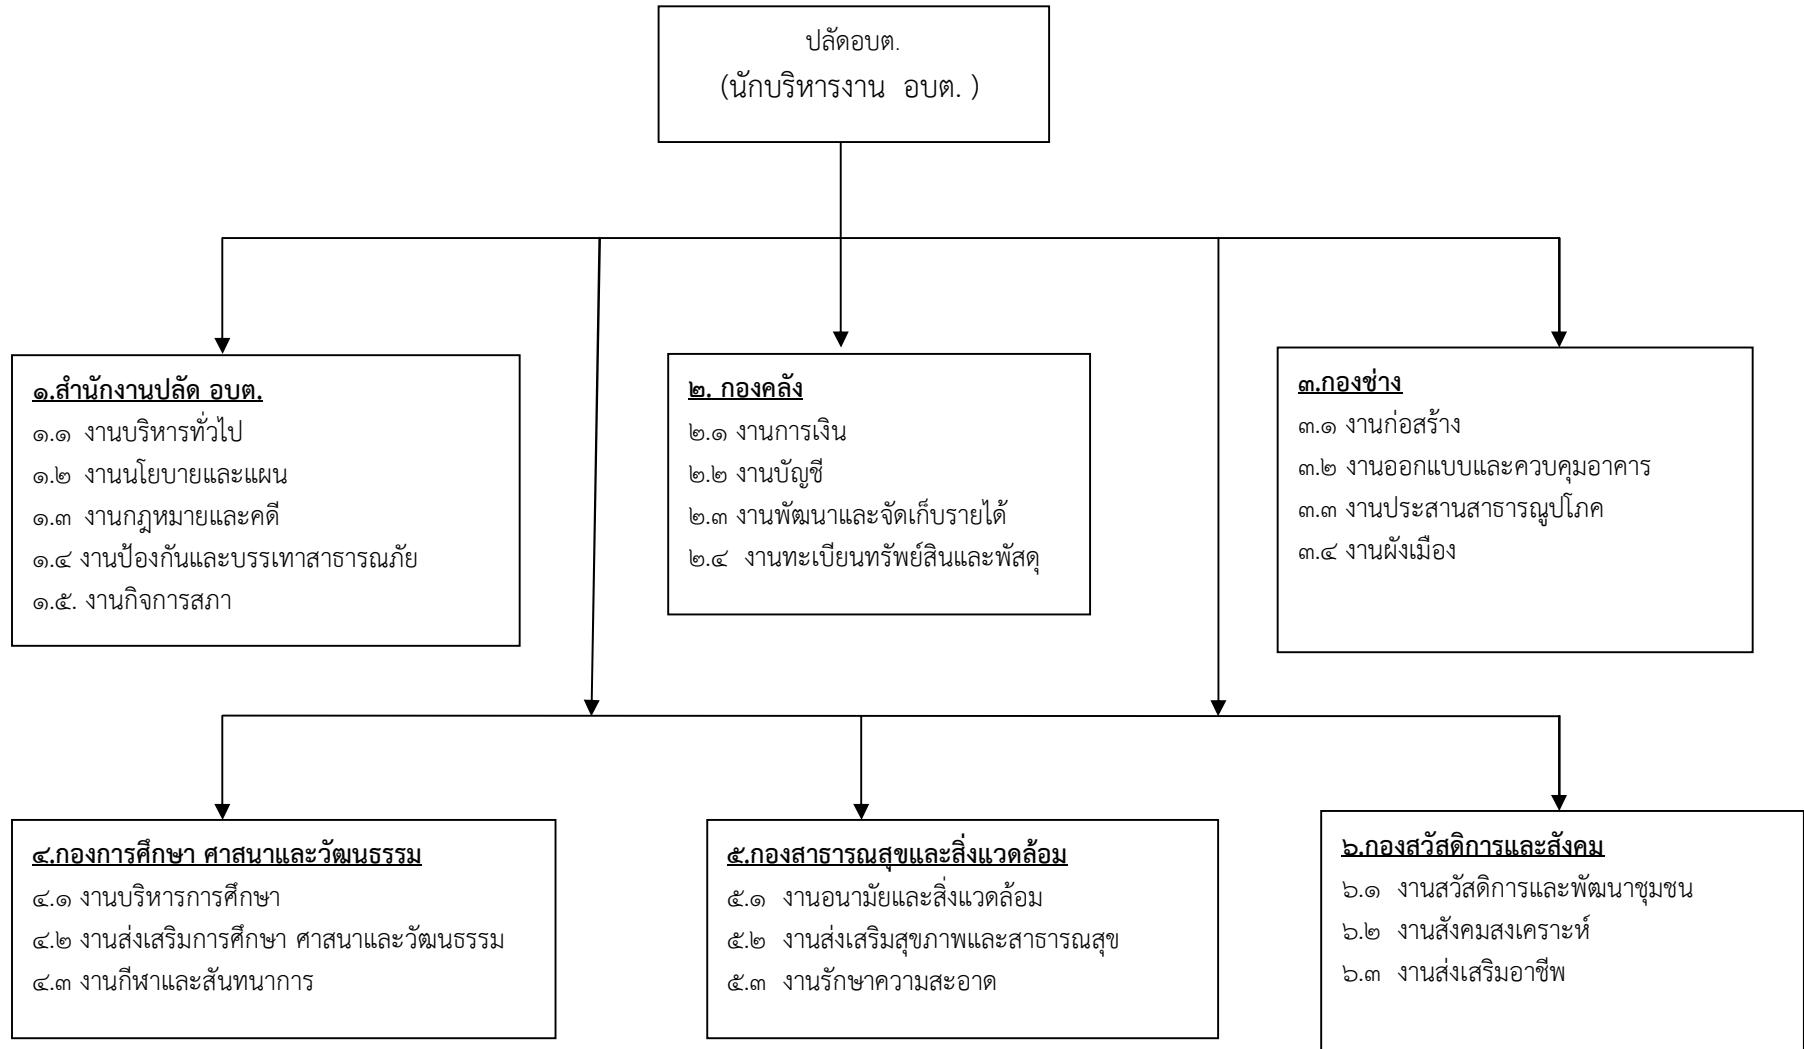 ปลัดอบต.
(นักบริหารงาน อบต. )
๑.สำนักงานปลัด อบต.
๑.๑ งานบริหารทั่วไป
๑.๒ งานนโยบายและแผน
๑.๓ งานกฎหมายและคดี
๑.๔ งานป้องกันและบรรเทาสาธารณภัย
๑.๕. งานกิจการสภา
๒. กองคลัง
๒.๑ งานการเงิน
๒.๒ งานบัญชี
๒.๓ งานพัฒนาและจัดเก็บรายได้
๒.๔ งานทะเบียนทรัพย์สินและพัสดุ
๓.กองช่าง
๓.๑ งานก่อสร้าง
๓.๒ งานออกแบบและควบคุมอาคาร
๓.๓ งานประสานสาธารณูปโภค
๓.๔ งานผังเมือง
๔.กองการศึกษา ศาสนาและวัฒนธรรม
๔.๑ งานบริหารการศึกษา
๔.๒ งานส่งเสริมการศึกษา ศาสนาและวัฒนธรรม
๔.๓ งานกีฬาและสันทนาการ
๕.กองสาธารณสุขและสิ่งแวดล้อม
๕.๑ งานอนามัยและสิ่งแวดล้อม
๕.๒ งานส่งเสริมสุขภาพและสาธารณสุข
๕.๓ งานรักษาความสะอาด
๖.กองสวัสดิการและสังคม
๖.๑ งานสวัสดิการและพัฒนาชุมชน
๖.๒ งานสังคมสงเคราะห์
๖.๓ งานส่งเสริมอาชีพ